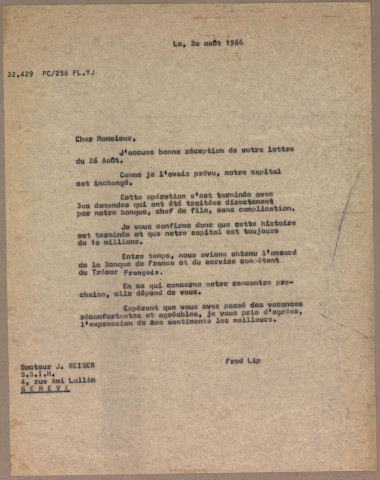 Le, 30 août 1966
32.429 PC/256 FL.YJ
Cher Monsieur,
J'accuse bonne réception de votre lettre
du 26 Août.
Comme je l'avais prévu, notre capital
est inchangé.
Cette opération s'est terminée avec
300 demandes qui ont été traitées directement
par notre banque, chef de file, sans complication.
Je vous confirme donc que cette histoire
est terminée et que notre capital est toujours
de 10 millions.
Entre temps, nous avions obtenu l'accord
de la Banque de France et du service compétent
du Trésor Français.
En ce qui concerne notre rencontre pro-
chaine, elle dépend de vous.
Espérant que vous avez passé des vacances
réconfortantes et agréables, je vous prie d'agréer,
l'expression de mes sentiments les meilleurs.
Fred Lip
Docteur J. REISER
S.S.I.H.
4, rue Ami Lullin
GENEVE